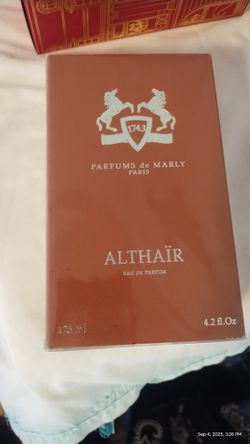 1743
PARFUMS de MARLY
PARIS
ALTHAÏR
EAU DE PARFUM
125 ml 4.2 fl.Oz
Sep 4, 2025, 3:26 PM